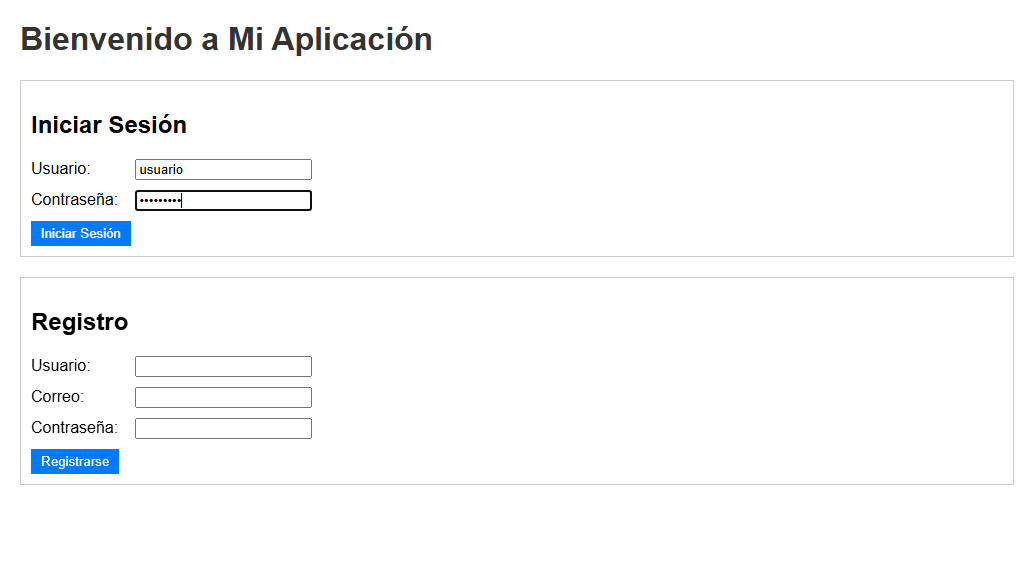 Bienvenido a Mi Aplicación
Iniciar Sesión
Usuario: usuario
Contraseña: •••••••••
Iniciar Sesión
Registro
Usuario:
Correo:
Contraseña:
Registrarse